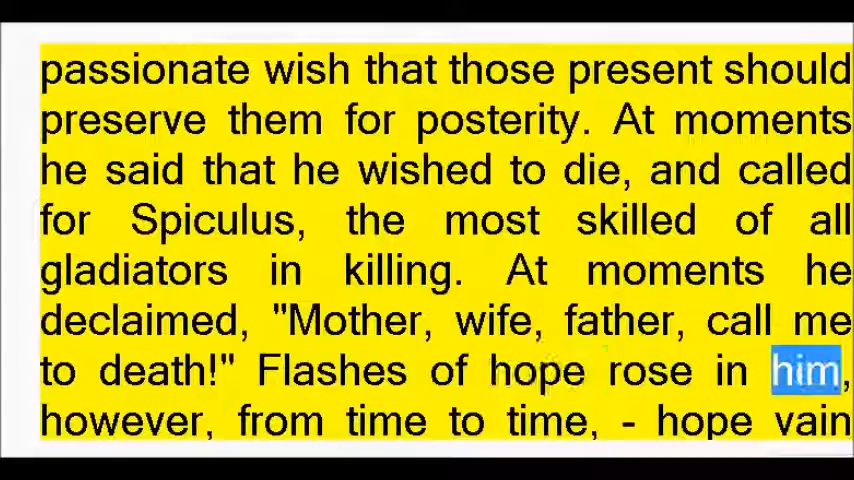 passionate wish that those present should
preserve them for posterity. At moments
he said that he wished to die, and called
for Spiculus, the most skilled of all
gladiators in killing. At moments he
declaimed, "Mother, wife, father, call me
to death!" Flashes of hope rose in him,
however, from time to time, - hope vain